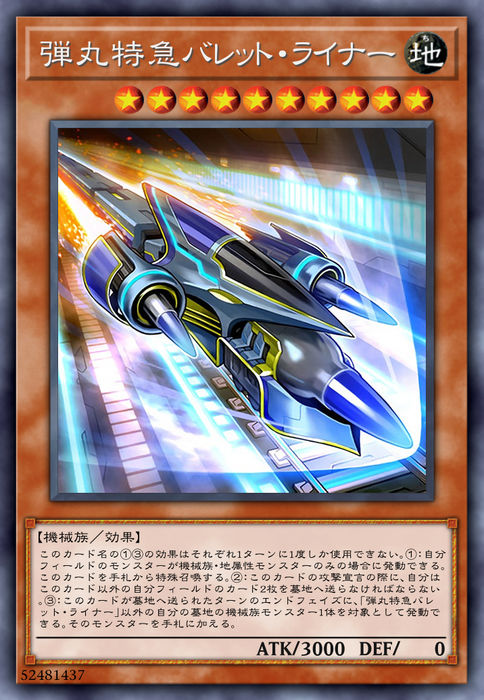 弾丸特急バレット・ライナー
地
ち
【機械族／効果】
このカード名の①③の効果はそれぞれ1ターンに1度しか使用できない。①:自分
フィールドのモンスターが機械族・地属性モンスターのみの場合に発動できる。
このカードを手札から特殊召喚する。②:このカードの攻撃宣言の際に、自分は
このカード以外の自分フィールドのカード2枚を墓地へ送らなければならな
い。③:このカードが墓地へ送られたターンのエンドフェイズに、「弾丸特急バレッ
ト・ライナー」以外の自分の墓地の機械族モンスター1体を対象として発動で
きる。そのモンスターを手札に加える。
ATK/3000 DEF/ 0
52481437